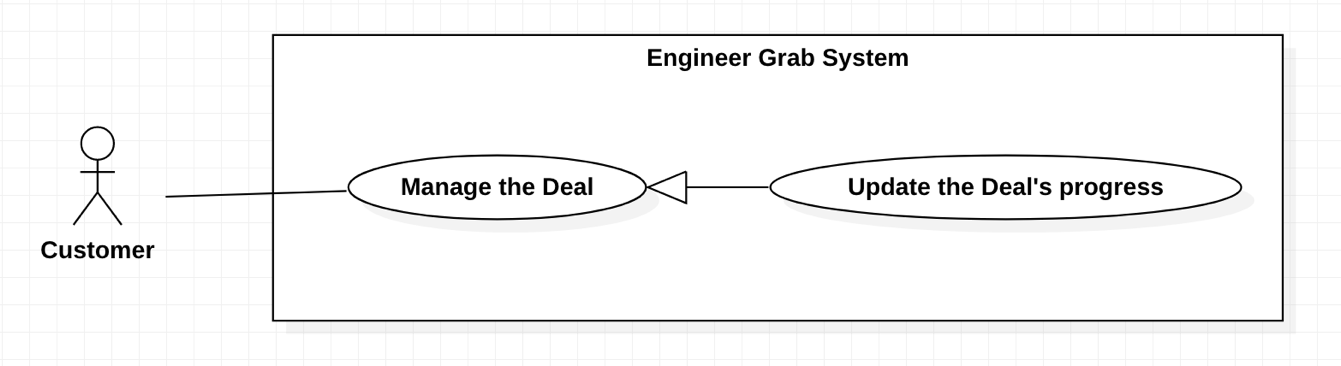 Engineer Grab System
Manage the Deal
Update the Deal's progress
Customer